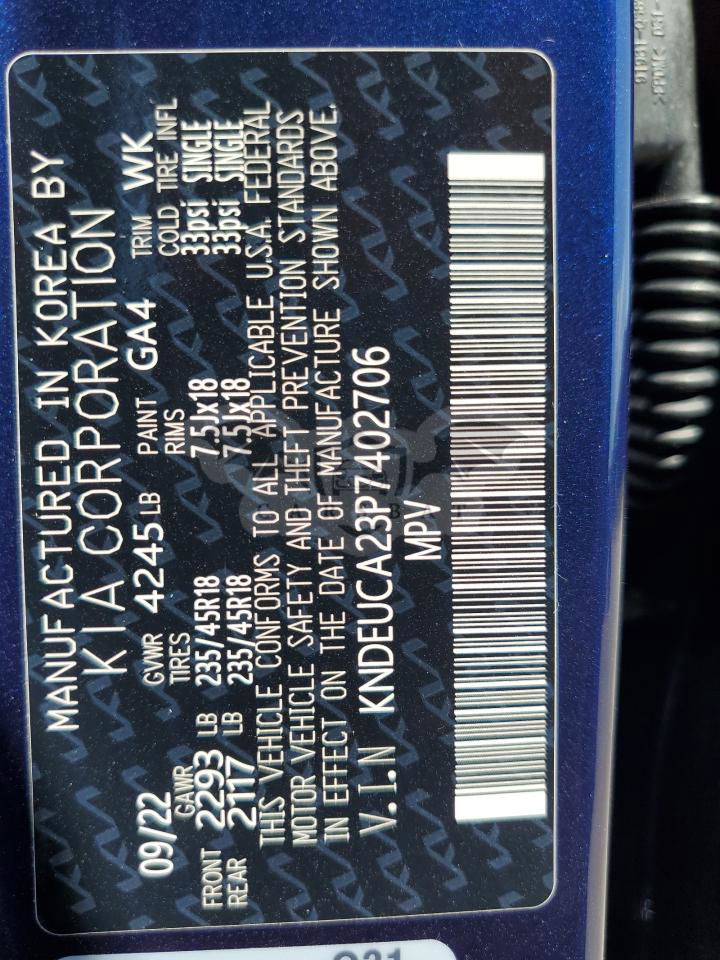 MANUFACTURED IN KOREA BY
KIA CORPORATION
09/22 GVWR 4245 LB PAINT GA4 TRIM WK
GAWR TIRES RIMS COLD TIRE INFL
FRONT 2293 LB 235/45R18 7.5Jx18 33psi SINGLE
REAR 2117 LB 235/45R18 7.5Jx18 33psi SINGLE
THIS VEHICLE CONFORMS TO ALL APPLICABLE U.S.A. FEDERAL
MOTOR VEHICLE SAFETY AND THEFT PREVENTION STANDARDS
IN EFFECT ON THE DATE OF MANUFACTURE SHOWN ABOVE.
V.I.N KNDEUCA23P7402706
MPV